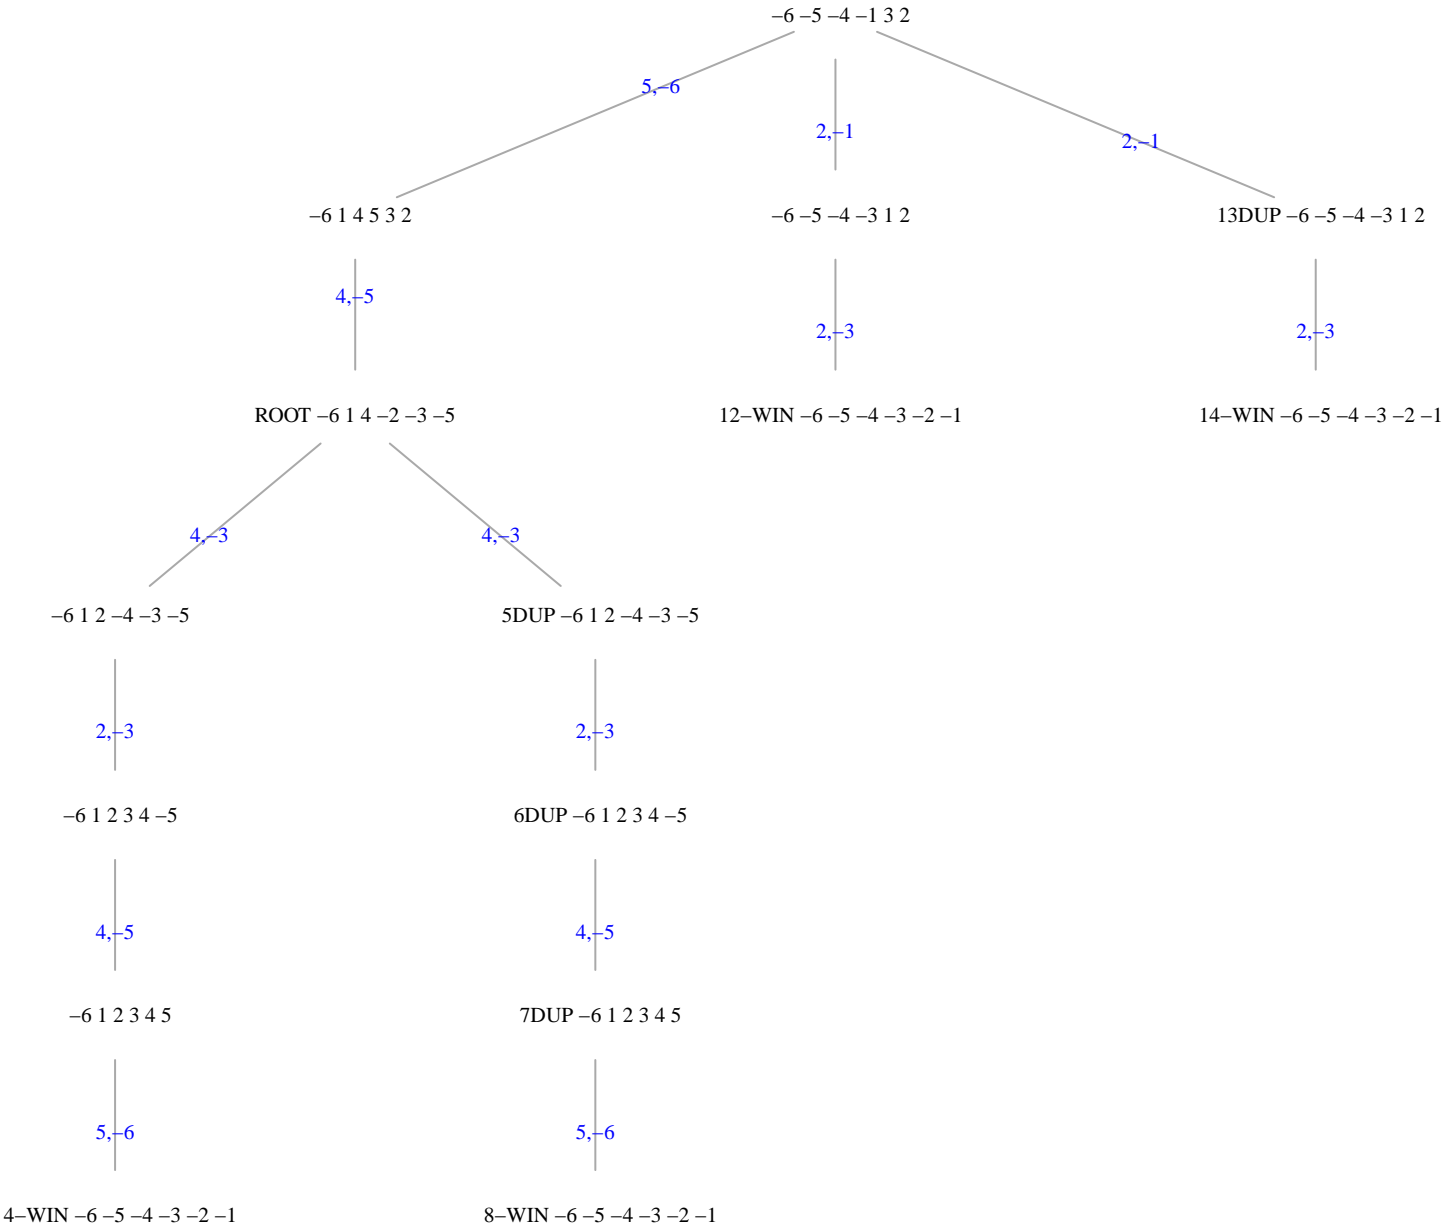 –6 –5 –4 –1 3 2
5,–6
2,–1
2,–1
–6 1 4 5 3 2
–6 –5 –4 –3 1 2
13DUP –6 –5 –4 –3 1 2
4,–5
2,–3
2,–3
ROOT –6 1 4 –2 –3 –5
12–WIN –6 –5 –4 –3 –2 –1
14–WIN –6 –5 –4 –3 –2 –1
4,–3
4,–3
–6 1 2 –4 –3 –5
5DUP –6 1 2 –4 –3 –5
2,–3
2,–3
–6 1 2 3 4 –5
6DUP –6 1 2 3 4 –5
4,–5
4,–5
–6 1 2 3 4 5
7DUP –6 1 2 3 4 5
5,–6
5,–6
4–WIN –6 –5 –4 –3 –2 –1
8–WIN –6 –5 –4 –3 –2 –1